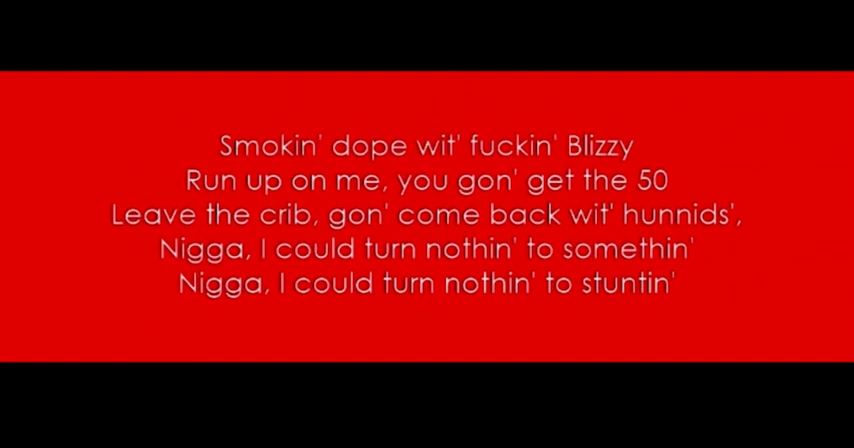 Smokin' dope wit' fuckin' Blizzy
Run up on me, you gon' get the 50
Leave the crib, gon' come back wit' hunnids',
Nigga, I could turn nothin' to somethin'
Nigga, I could turn nothin' to stuntin'